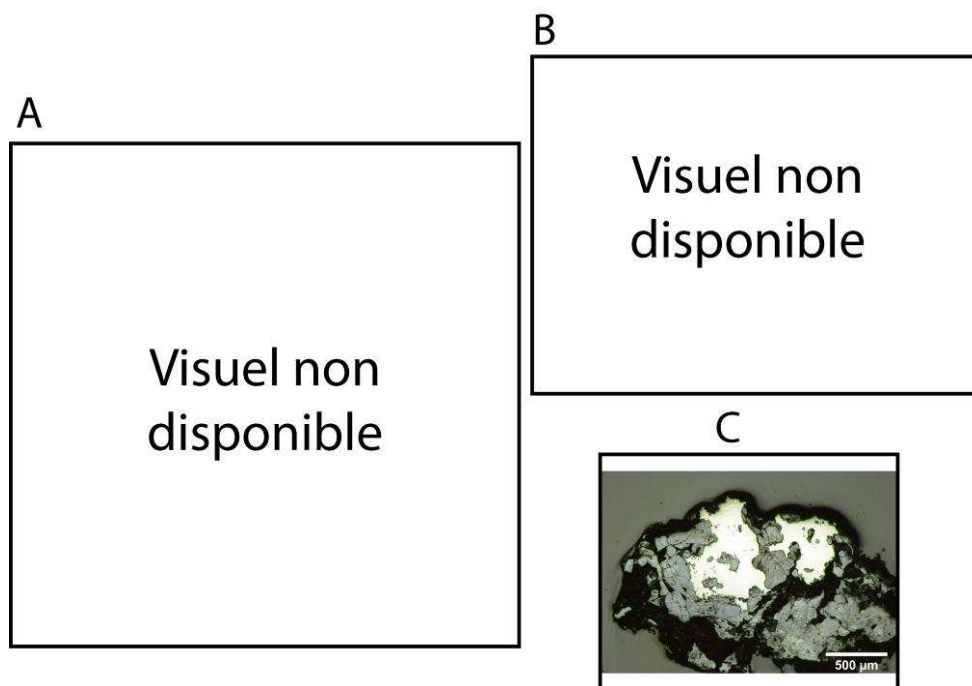 A
Visuel non
disponible
B
Visuel non
disponible
C
500 µm